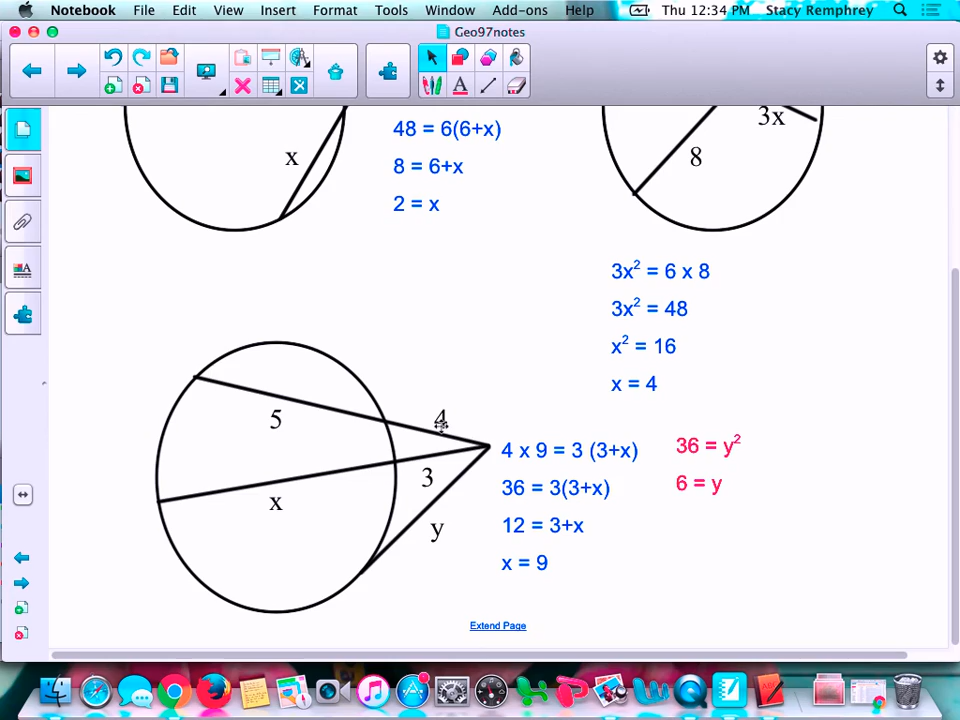 Notebook File Edit View Insert Format Tools Window Add-ons Help Thu 12:34 PM Stacy Remphrey
Geo97notes
x
48 = 6(6+x)
8 = 6+x
2 = x
3x
8
3x² = 6 x 8
3x² = 48
x² = 16
x = 4
5
4
3
x
y
4 x 9 = 3 (3+x)
36 = 3(3+x)
12 = 3+x
x = 9
36 = y²
6 = y
Extend Page